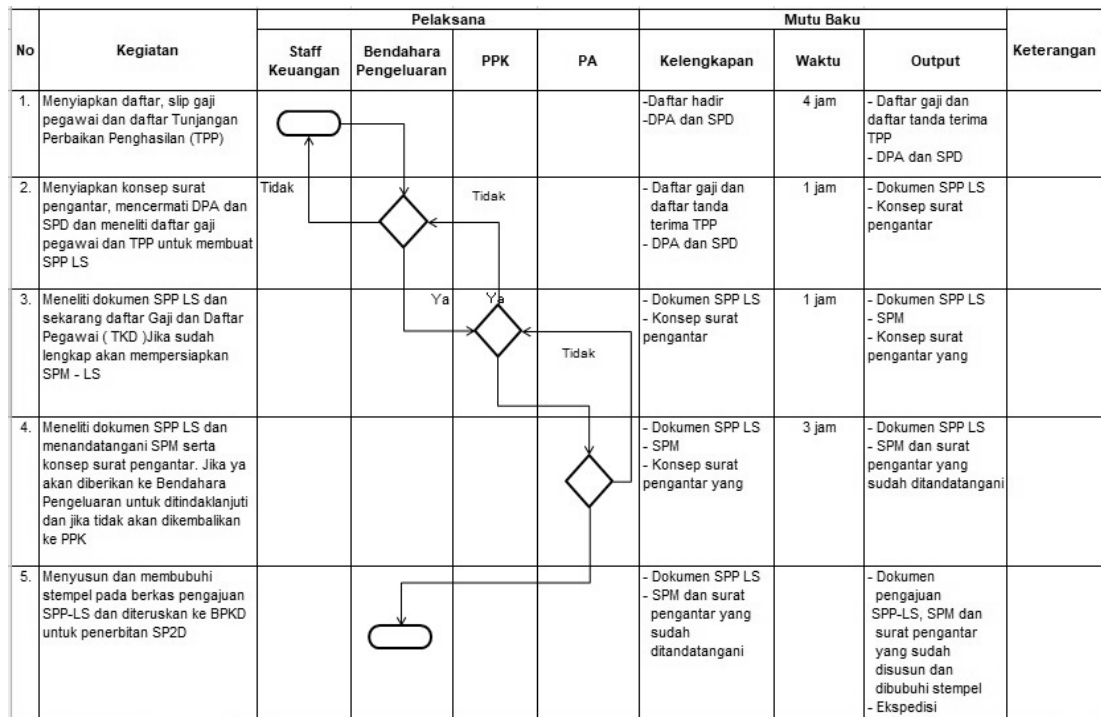 Pelaksana
Mutu Baku
No
Kegiatan
Staff
Keuangan
Bendahara
Pengeluaran
PPK
PA
Kelengkapan
Waktu
Output
Keterangan
1.
Menyiapkan daftar, slip gaji
pegawai dan daftar Tunjangan
Perbaikan Penghasilan (TPP)
-Daftar hadir
-DPA dan SPD
4 jam
- Daftar gaji dan
daftar tanda terima
TPP
- DPA dan SPD
2.
Menyiapkan konsep surat
pengantar, mencermati DPA dan
SPD dan meneliti daftar gaji
pegawai dan TPP untuk membuat
SPP LS
Tidak
Tidak
- Daftar gaji dan
daftar tanda
terima TPP
- DPA dan SPD
1 jam
- Dokumen SPP LS
- Konsep surat
pengantar
3.
Meneliti dokumen SPP LS dan
sekarang daftar Gaji dan Daftar
Pegawai ( TKD )Jika sudah
lengkap akan mempersiapkan
SPM - LS
Ya
Ya
Tidak
- Dokumen SPP LS
- Konsep surat
pengantar
1 jam
- Dokumen SPP LS
- SPM
- Konsep surat
pengantar yang
4.
Meneliti dokumen SPP LS dan
menandatangani SPM serta
konsep surat pengantar. Jika ya
akan diberikan ke Bendahara
Pengeluaran untuk ditindaklanjuti
dan jika tidak akan dikembalikan
ke PPK
- Dokumen SPP LS
- SPM
- Konsep surat
pengantar yang
3 jam
- Dokumen SPP LS
- SPM dan surat
pengantar yang
sudah ditandatangani
5.
Menyusun dan membubuhi
stempel pada berkas pengajuan
SPP-LS dan diteruskan ke BPKD
untuk penerbitan SP2D
- Dokumen SPP LS
- SPM dan surat
pengantar yang
sudah
ditandatangani
- Dokumen
pengajuan
SPP-LS, SPM dan
surat pengantar
yang sudah
disusun dan
dibubuhi stempel
- Ekspedisi